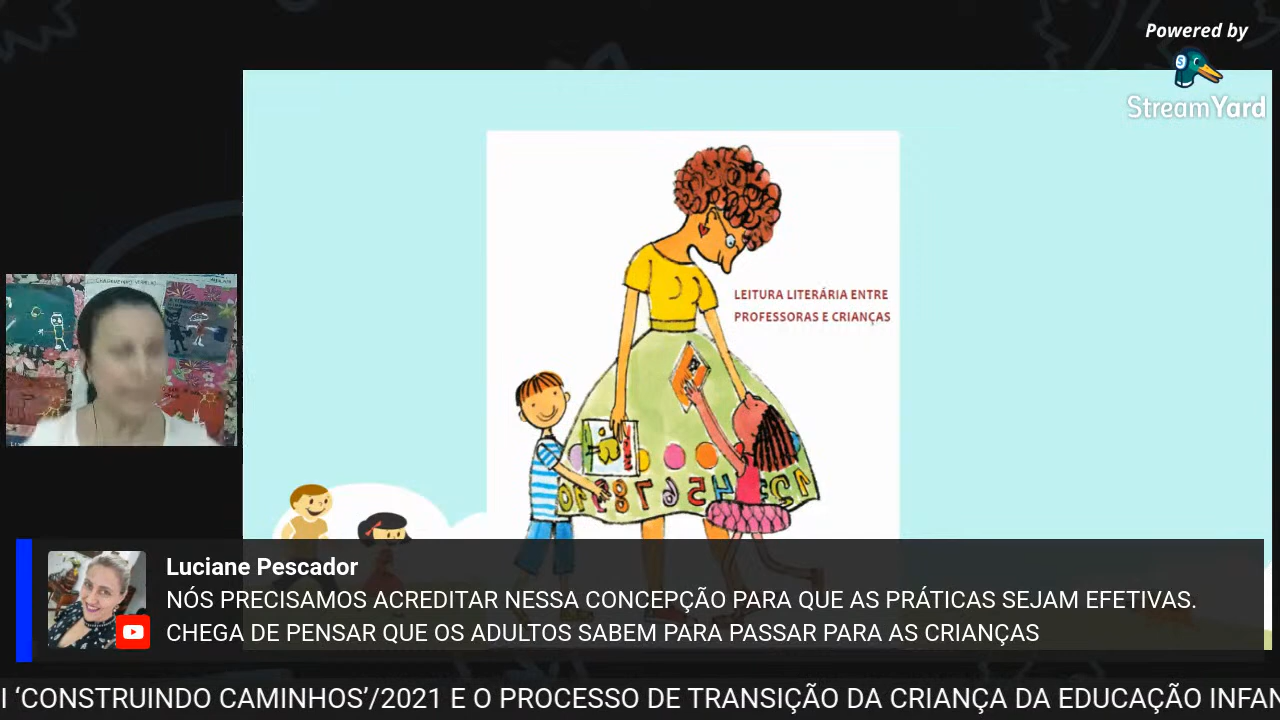 Powered by
StreamYard
LEITURA LITERÁRIA ENTRE
PROFESSORAS E CRIANÇAS
Luciane Pescador
NÓS PRECISAMOS ACREDITAR NESSA CONCEPÇÃO PARA QUE AS PRÁTICAS SEJAM EFETIVAS.
CHEGA DE PENSAR QUE OS ADULTOS SABEM PARA PASSAR PARA AS CRIANÇAS
I ‘CONSTRUINDO CAMINHOS’/2021 E O PROCESSO DE TRANSIÇÃO DA CRIANÇA DA EDUCAÇÃO INFAN